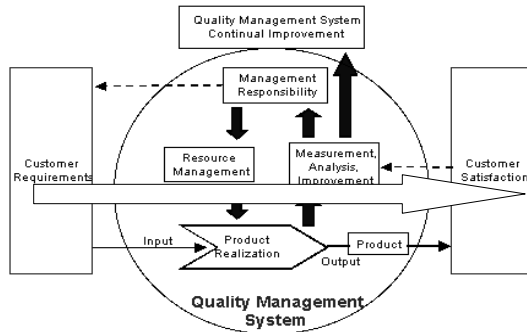 Quality Management System
Continual Improvement
Management
Responsibility
Customer
Requirements
Resource
Management
Measurement,
Analysis,
Improvement
Customer
Satisfaction
Input
Product
Realization
Output
Product
Quality Management
System